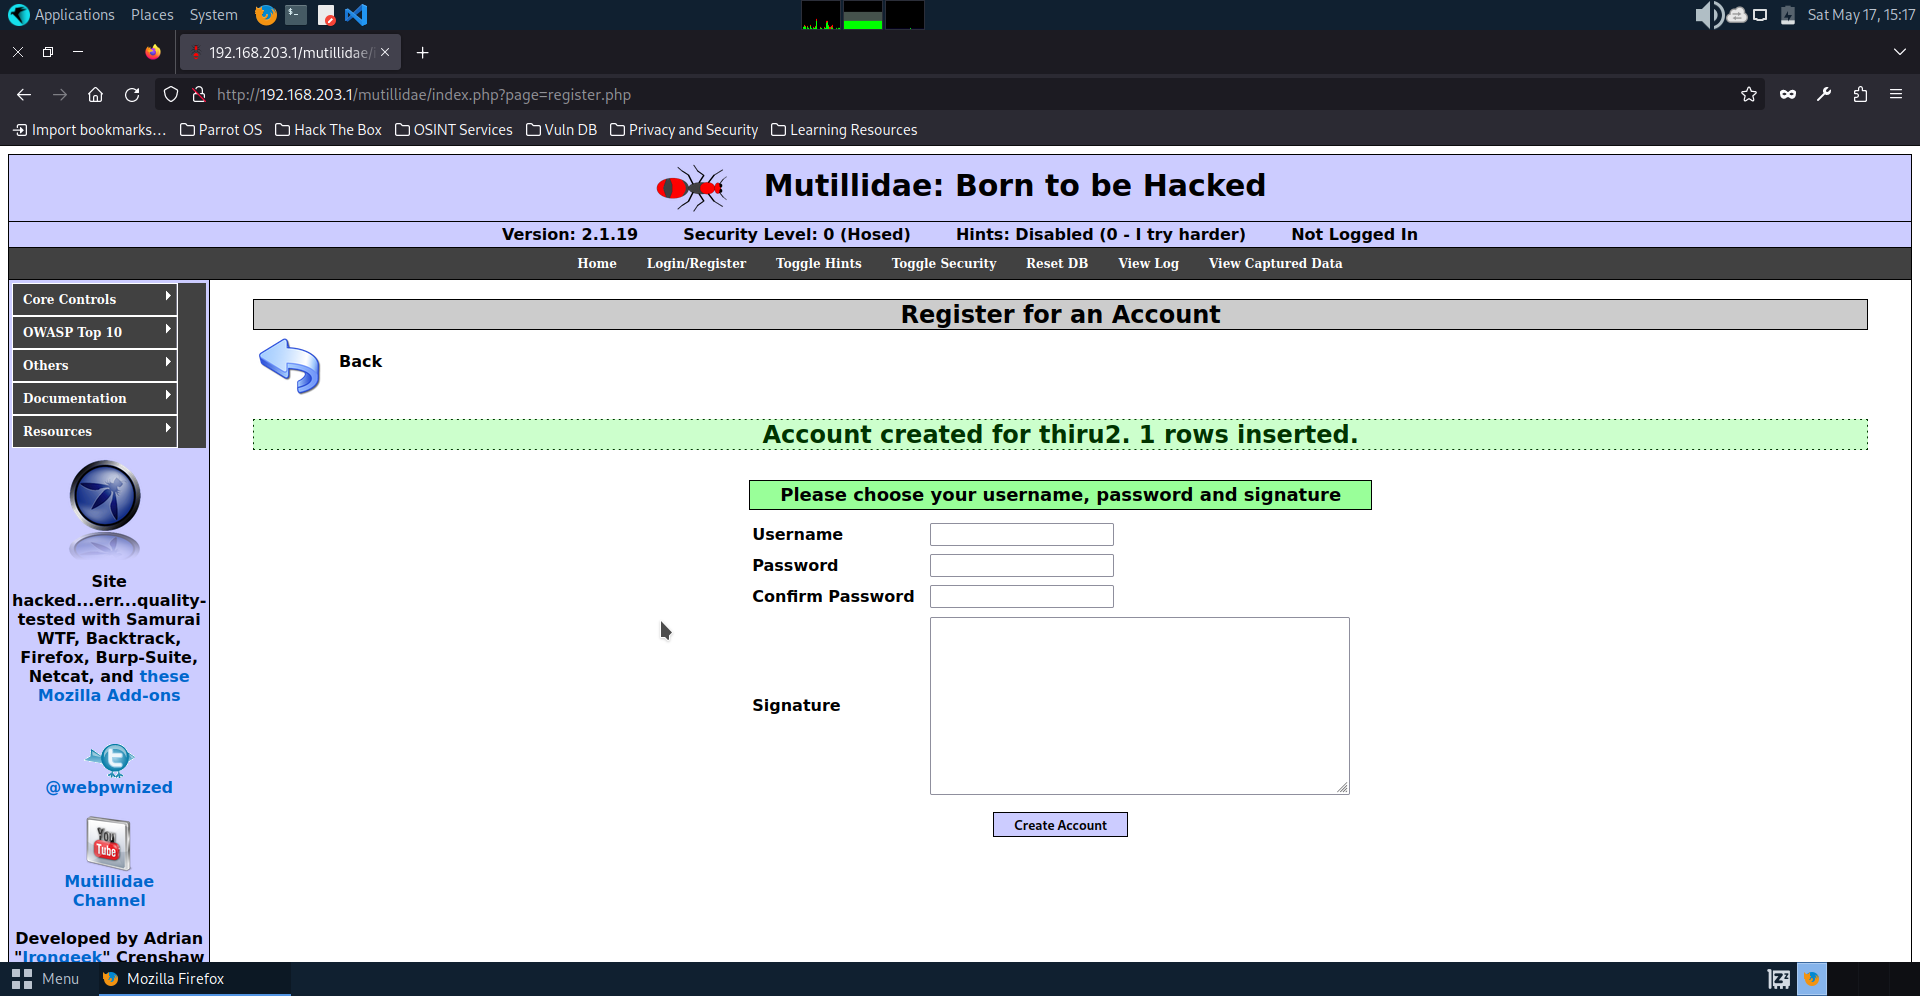 Applications Places System
Sat May 17, 15:17
192.168.203.1/mutillidae/
http://192.168.203.1/mutillidae/index.php?page=register.php
Import bookmarks… Parrot OS Hack The Box OSINT Services Vuln DB Privacy and Security Learning Resources
Mutillidae: Born to be Hacked
Version: 2.1.19 Security Level: 0 (Hosed) Hints: Disabled (0 - I try harder) Not Logged In
Home Login/Register Toggle Hints Toggle Security Reset DB View Log View Captured Data
Core Controls
OWASP Top 10
Others
Documentation
Resources
Site
hacked...err...quality-
tested with Samurai
WTF, Backtrack,
Firefox, Burp-Suite,
Netcat, and these
Mozilla Add-ons
@webpwnized
You
Tube
Mutillidae
Channel
Developed by Adrian
"Irongeek" Crenshaw
Register for an Account
Back
Account created for thiru2. 1 rows inserted.
Please choose your username, password and signature
Username
Password
Confirm Password
Signature
Create Account
Menu Mozilla Firefox